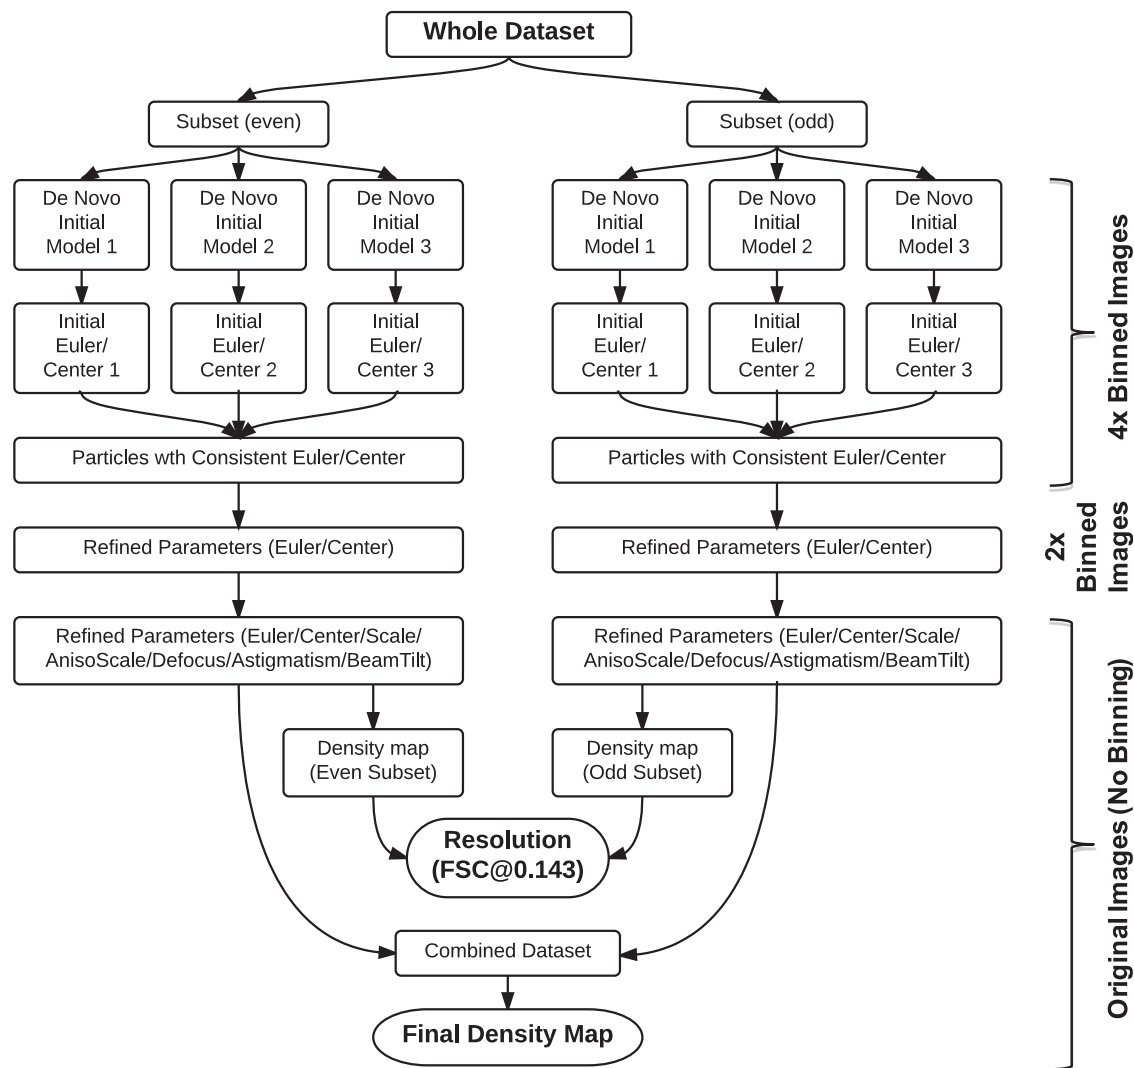 Whole Dataset
Subset (even)
Subset (odd)
De Novo
Initial
Model 1
De Novo
Initial
Model 2
De Novo
Initial
Model 3
De Novo
Initial
Model 1
De Novo
Initial
Model 2
De Novo
Initial
Model 3
Initial
Euler/
Center 1
Initial
Euler/
Center 2
Initial
Euler/
Center 3
Initial
Euler/
Center 1
Initial
Euler/
Center 2
Initial
Euler/
Center 3
4x Binned Images
Particles wth Consistent Euler/Center
Particles with Consistent Euler/Center
Refined Parameters (Euler/Center)
Refined Parameters (Euler/Center)
2x
Binned
Images
Refined Parameters (Euler/Center/Scale/
AnisoScale/Defocus/Astigmatism/BeamTilt)
Refined Parameters (Euler/Center/Scale/
AnisoScale/Defocus/Astigmatism/BeamTilt)
Density map
(Even Subset)
Density map
(Odd Subset)
Resolution
(FSC@0.143)
Original Images (No Binning)
Combined Dataset
Final Density Map